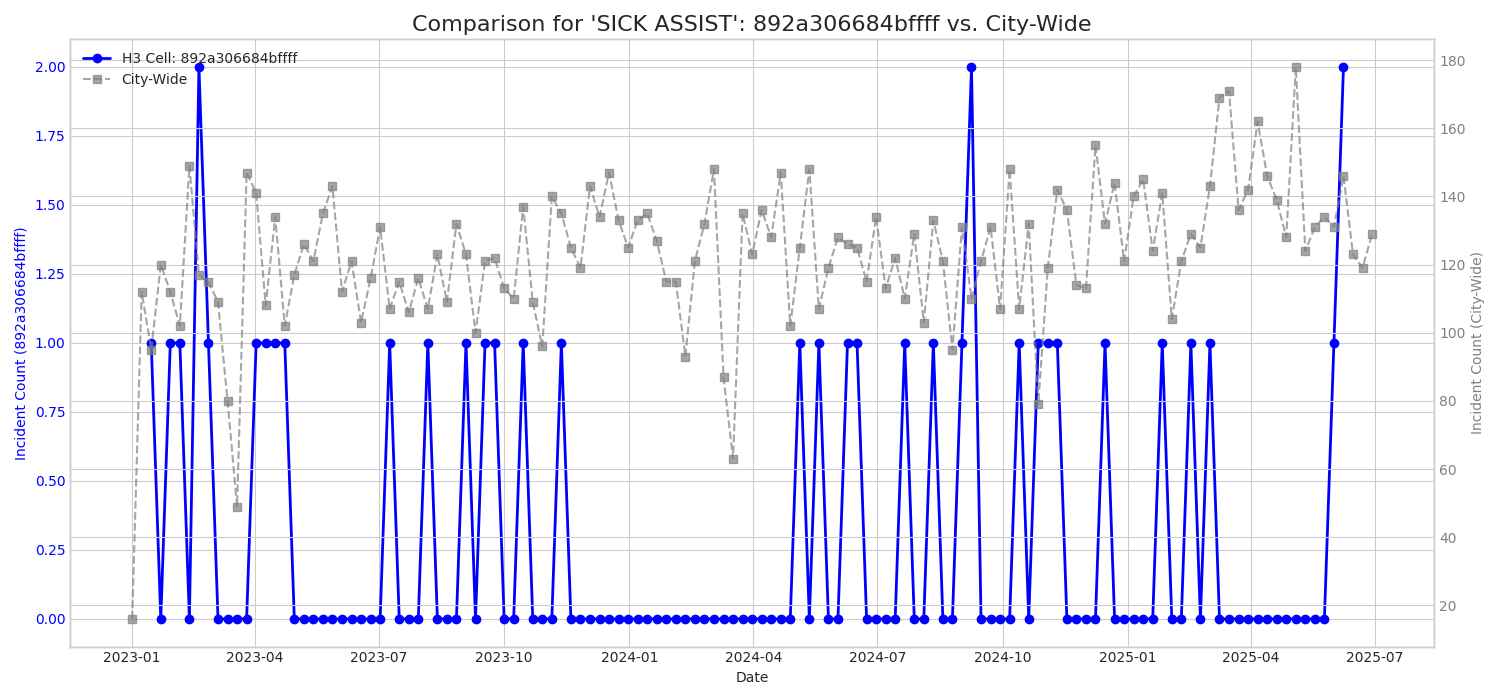 Comparison for 'SICK ASSIST': 892a306684bffff vs. City-Wide
H3 Cell: 892a306684bffff
City-Wide
Incident Count (892a306684bffff)
2.00
1.75
1.50
1.25
1.00
0.75
0.50
0.25
0.00
180
160
140
120
100
80
60
40
20
Incident Count (City-Wide)
2023-01 2023-04 2023-07 2023-10 2024-01 2024-04 2024-07 2024-10 2025-01 2025-04 2025-07
Date